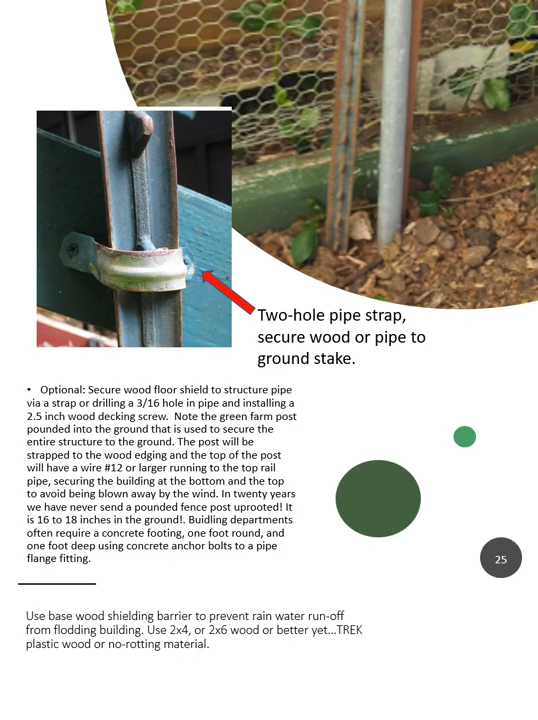 Two-hole pipe strap,
secure wood or pipe to
ground stake.
• Optional: Secure wood floor shield to structure pipe
via a strap or drilling a 3/16 hole in pipe and installing a
2.5 inch wood decking screw. Note the green farm post
pounded into the ground that is used to secure the
entire structure to the ground. The post will be
strapped to the wood edging and the top of the post
will have a wire #12 or larger running to the top rail
pipe, securing the building at the bottom and the top
to avoid being blown away by the wind. In twenty years
we have never send a pounded fence post uprooted! It
is 16 to 18 inches in the ground!. Buidling departments
often require a concrete footing, one foot round, and
one foot deep using concrete anchor bolts to a pipe
flange fitting.
25
Use base wood shielding barrier to prevent rain water run-off
from flodding building. Use 2x4, or 2x6 wood or better yet...TREK
plastic wood or no-rotting material.